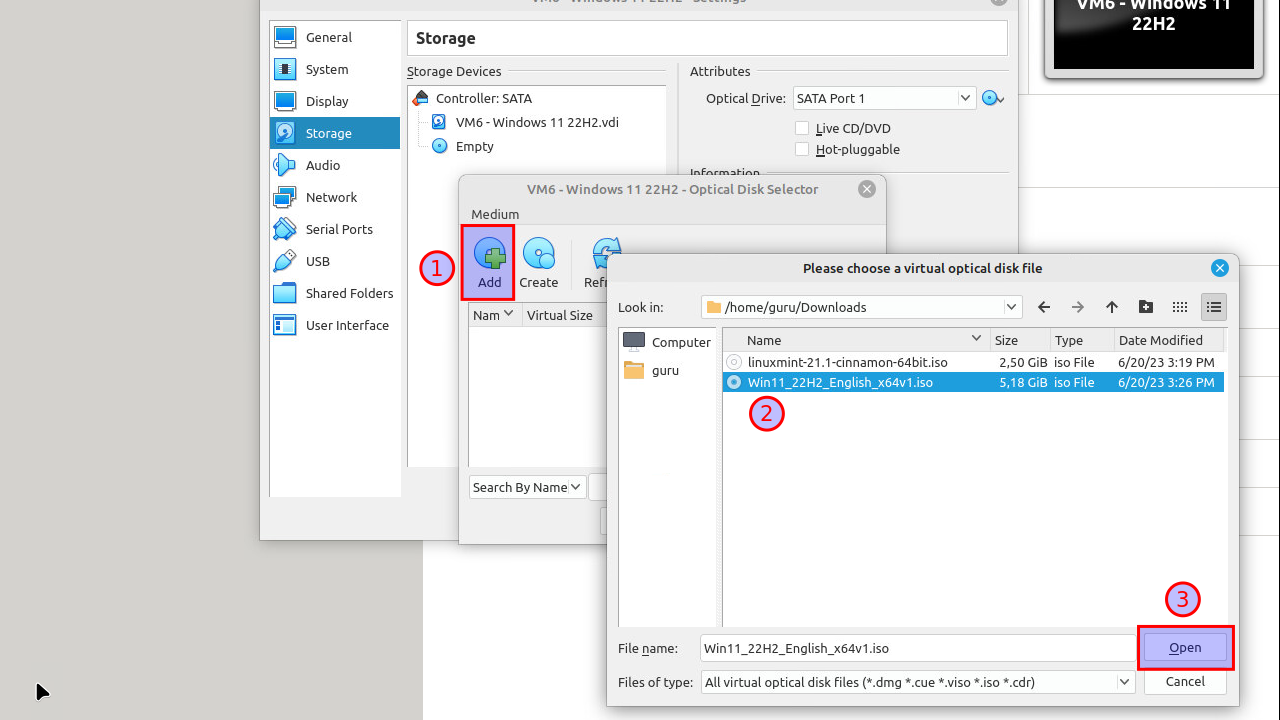 VM6 - Windows 11 22H2 - Settings
VM6 - Windows 11
22H2
General
System
Display
Storage
Audio
Network
Serial Ports
USB
Shared Folders
User Interface
Storage
Storage Devices
Controller: SATA
VM6 - Windows 11 22H2.vdi
Empty
Attributes
Optical Drive:
SATA Port 1
Live CD/DVD
Hot-pluggable
Information
VM6 - Windows 11 22H2 - Optical Disk Selector
Medium
1
Add
Create
Refr
Nam
Virtual Size
Search By Name
Please choose a virtual optical disk file
Look in:
/home/guru/Downloads
Computer
guru
Name Size Type Date Modified
linuxmint-21.1-cinnamon-64bit.iso 2,50 GiB iso File 6/20/23 3:19 PM
Win11_22H2_English_x64v1.iso 5,18 GiB iso File 6/20/23 3:26 PM
2
3
File name:
Win11_22H2_English_x64v1.iso
Open
Files of type:
All virtual optical disk files (*.dmg *.cue *.viso *.iso *.cdr)
Cancel